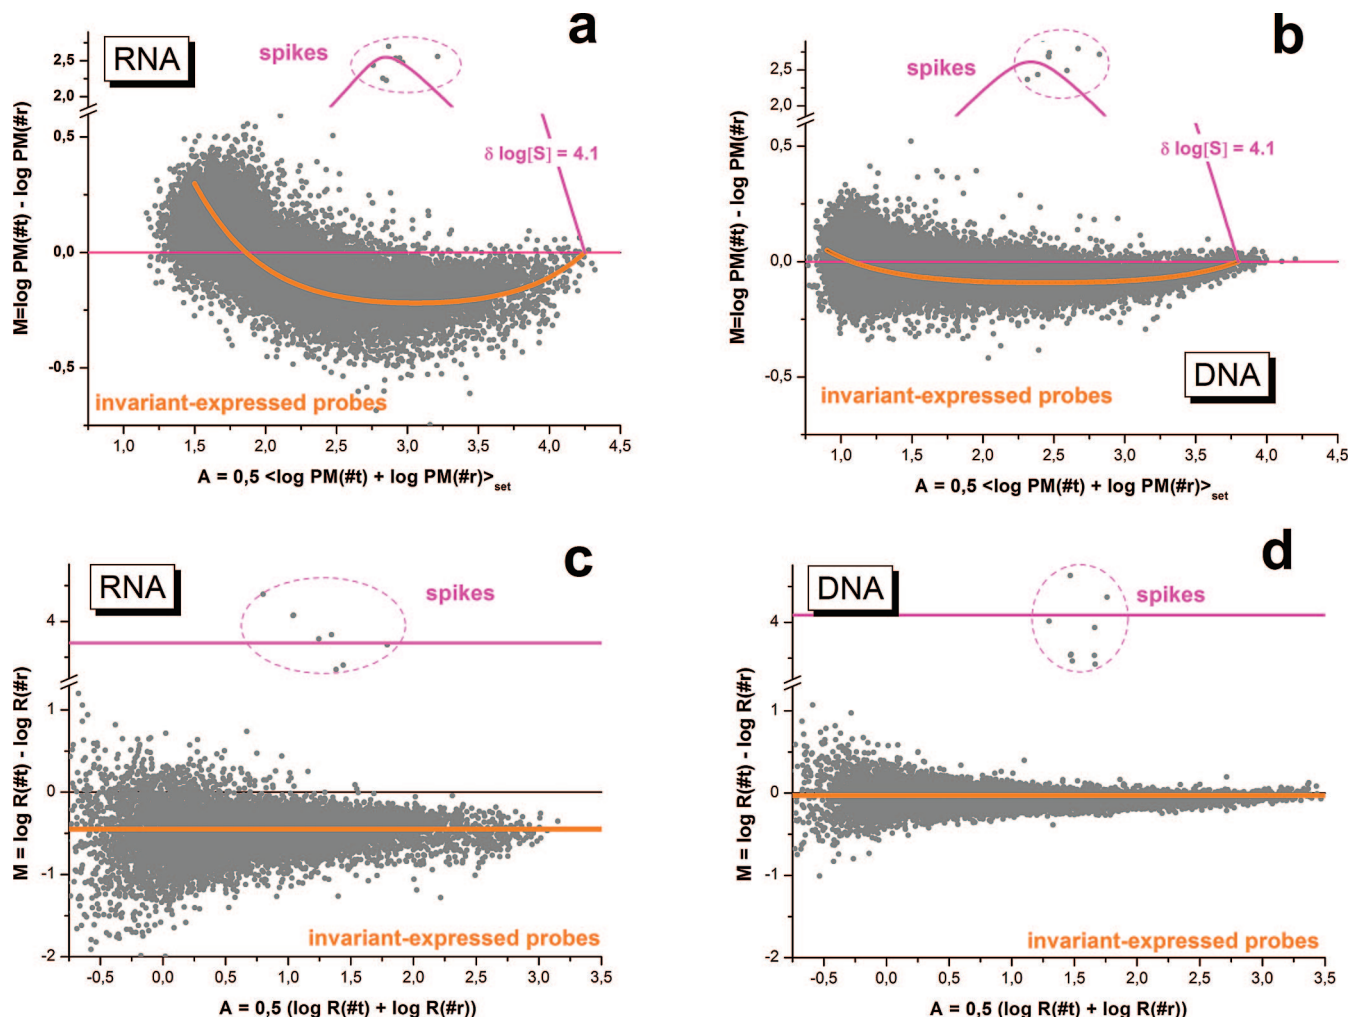 a
RNA
spikes
δ log[S] = 4.1
invariant-expressed probes
M=log PM(#t) - log PM(#r)
2,5
2,0
0,5
0,0
-0,5
1,0 1,5 2,0 2,5 3,0 3,5 4,0 4,5
A = 0,5 <log PM(#t) + log PM(#r)>set
b
spikes
δ log[S] = 4.1
DNA
invariant-expressed probes
M=log PM(#t) - log PM(#r)
2,5
2,0
0,5
0,0
-0,5
1,0 1,5 2,0 2,5 3,0 3,5 4,0 4,5
A = 0,5 <log PM(#t) + log PM(#r)>set
c
RNA
spikes
invariant-expressed probes
M = log R(#t) - log R(#r)
4
1
0
-1
-2
-0,5 0,0 0,5 1,0 1,5 2,0 2,5 3,0 3,5
A = 0,5 (log R(#t) + log R(#r))
d
DNA
spikes
invariant-expressed probes
M = log R(#t) - log R(#r)
4
1
0
-1
-2
-0,5 0,0 0,5 1,0 1,5 2,0 2,5 3,0 3,5
A = 0,5 (log R(#t) + log R(#r))